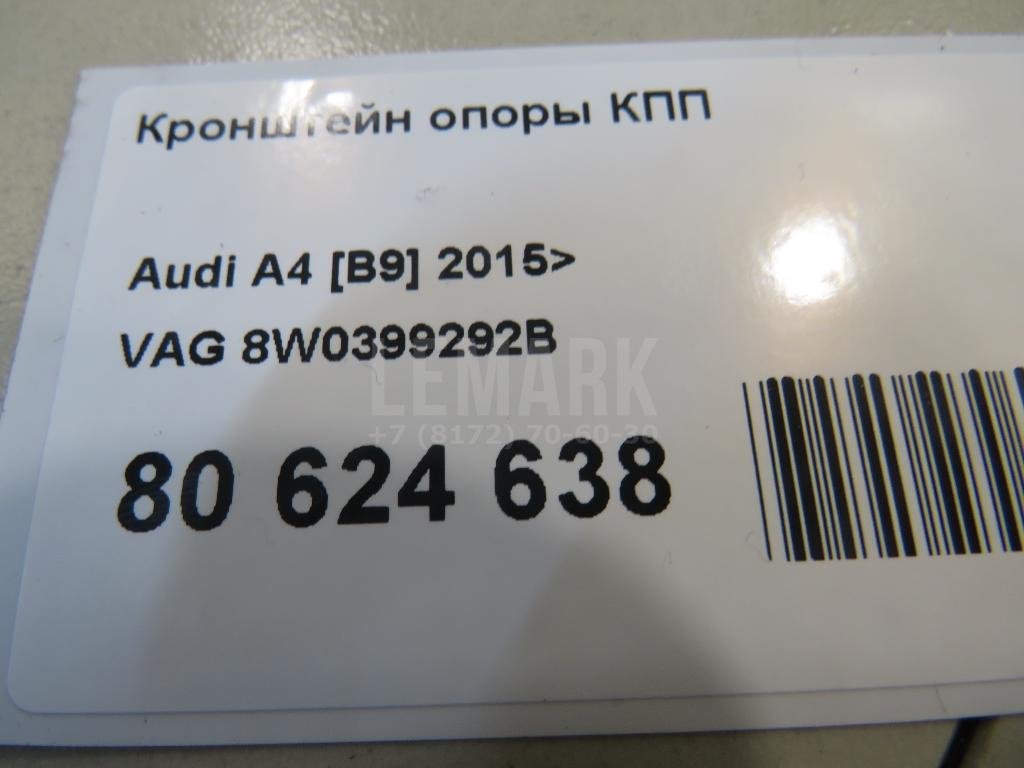 Кронштейн опоры КПП
Audi A4 [B9] 2015>
VAG 8W0399292B
LEMARK
+7 (8172) 70-60-30
80 624 638